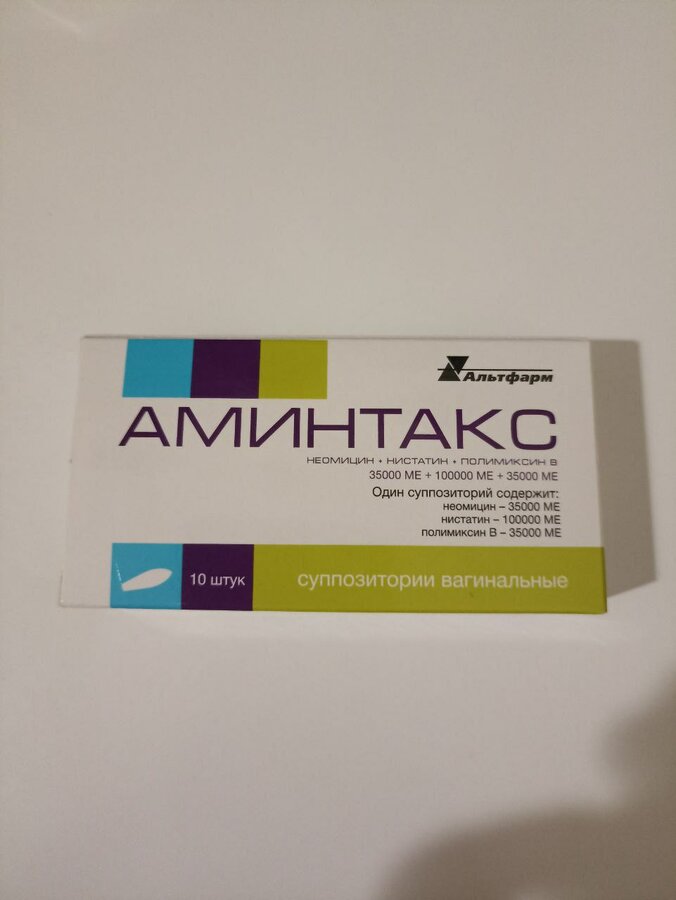 Альтфарм
АМИНТАКС
НЕОМИЦИН + НИСТАТИН + ПОЛИМИКСИН В
35000 МЕ + 100000 МЕ + 35000 МЕ
Один суппозиторий содержит:
неомицин – 35000 МЕ
нистатин – 100000 МЕ
полимиксин В – 35000 МЕ
10 штук
суппозитории вагинальные